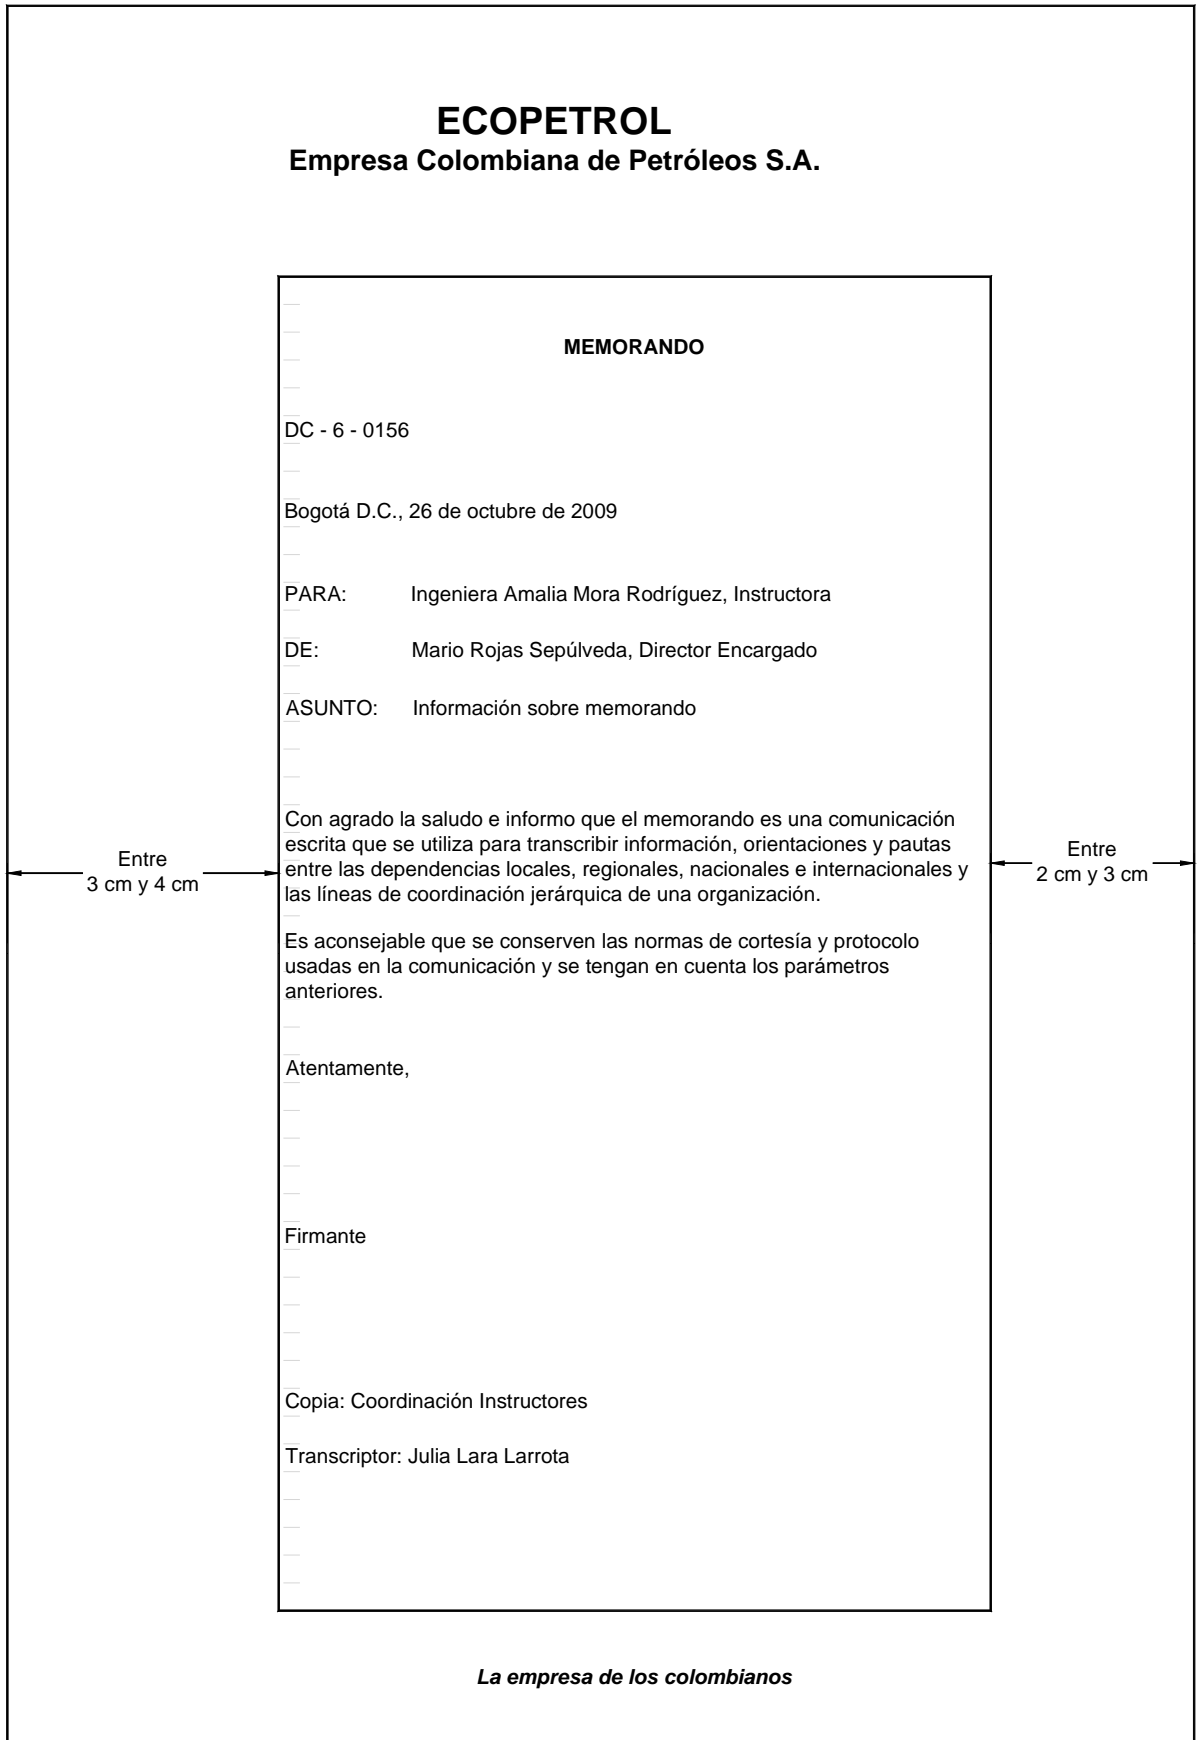 ECOPETROL
Empresa Colombiana de Petróleos S.A.
MEMORANDO
DC - 6 - 0156
Bogotá D.C., 26 de octubre de 2009
PARA: Ingeniera Amalia Mora Rodríguez, Instructora
DE: Mario Rojas Sepúlveda, Director Encargado
ASUNTO: Información sobre memorando
Con agrado la saludo e informo que el memorando es una comunicación
escrita que se utiliza para transcribir información, orientaciones y pautas
entre las dependencias locales, regionales, nacionales e internacionales y
las líneas de coordinación jerárquica de una organización.
Entre
3 cm y 4 cm
Entre
2 cm y 3 cm
Es aconsejable que se conserven las normas de cortesía y protocolo
usadas en la comunicación y se tengan en cuenta los parámetros
anteriores.
Atentamente,
Firmante
Copia: Coordinación Instructores
Transcriptor: Julia Lara Larrota
La empresa de los colombianos